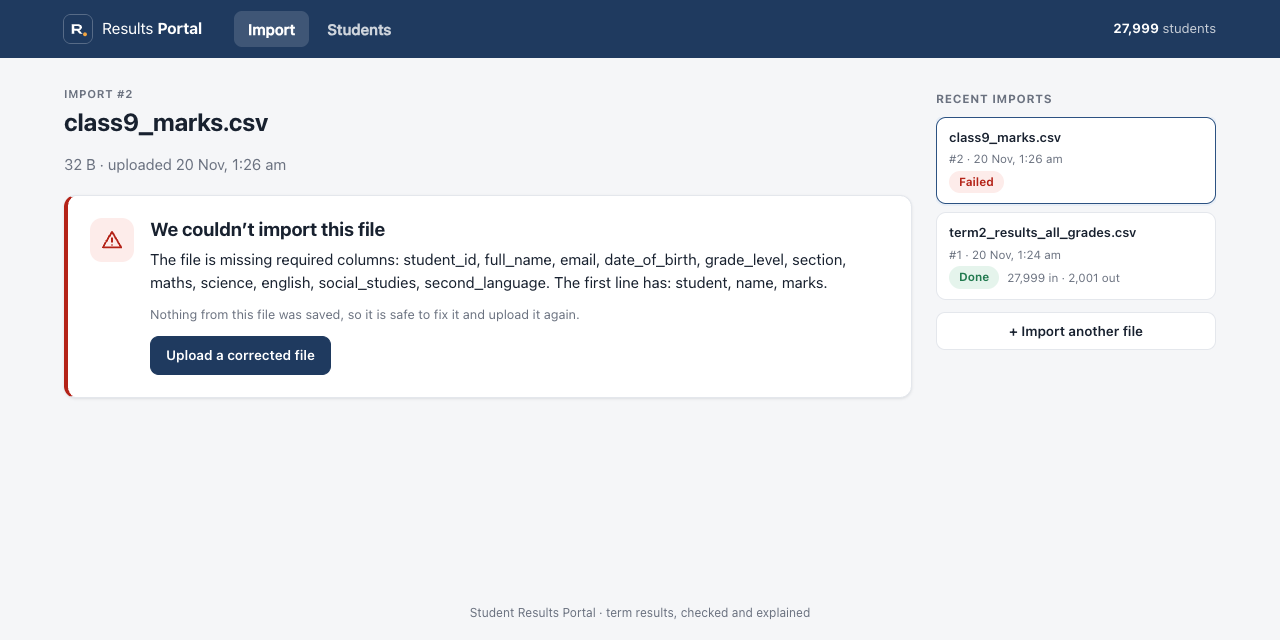 R.
Results Portal
Import
Students
27,999 students
IMPORT #2
class9_marks.csv
32 B · uploaded 20 Nov, 1:26 am
We couldn’t import this file
The file is missing required columns: student_id, full_name, email, date_of_birth, grade_level, section,
maths, science, english, social_studies, second_language. The first line has: student, name, marks.
Nothing from this file was saved, so it is safe to fix it and upload it again.
Upload a corrected file
RECENT IMPORTS
class9_marks.csv
#2 · 20 Nov, 1:26 am
Failed
term2_results_all_grades.csv
#1 · 20 Nov, 1:24 am
Done 27,999 in · 2,001 out
+ Import another file
Student Results Portal · term results, checked and explained